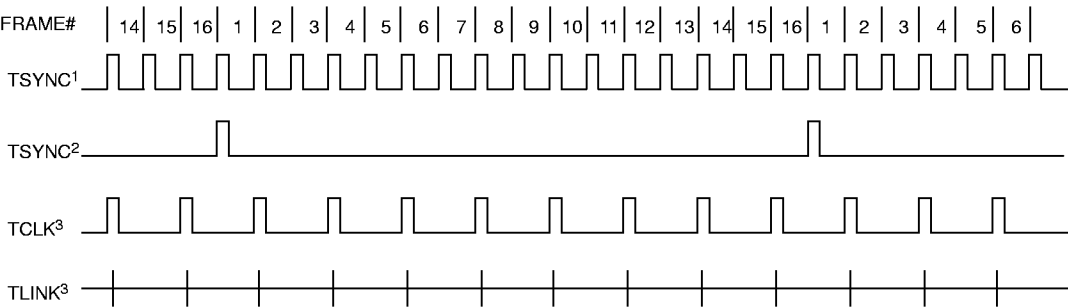 FRAME# 14 15 16 1 2 3 4 5 6 7 8 9 10 11 12 13 14 15 16 1 2 3 4 5 6
TSYNC¹
TSYNC²
TCLK³
TLINK³